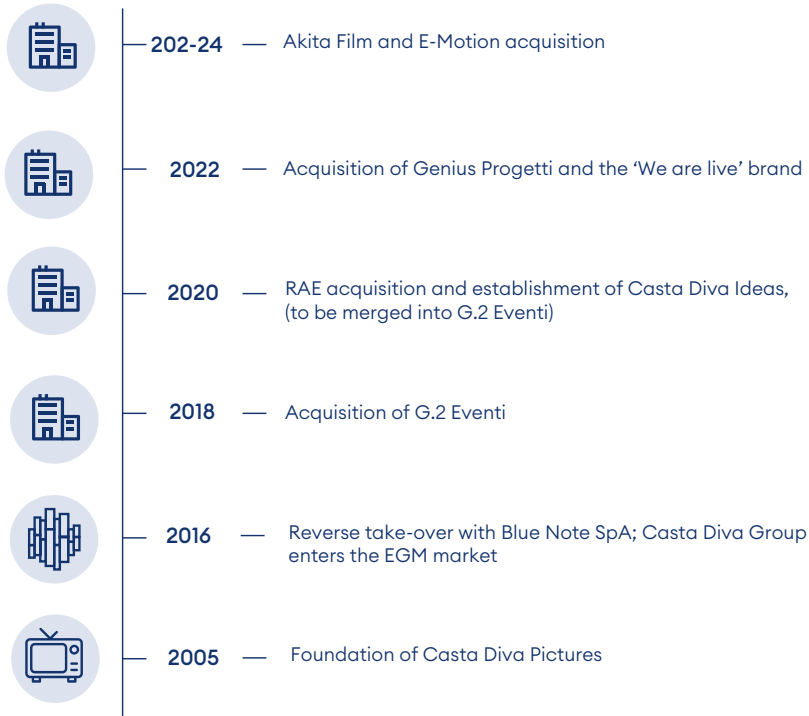 202-24 — Akita Film and E-Motion acquisition
2022 — Acquisition of Genius Progetti and the ‘We are live’ brand
2020 — RAE acquisition and establishment of Casta Diva Ideas,
(to be merged into G.2 Eventi)
2018 — Acquisition of G.2 Eventi
2016 — Reverse take-over with Blue Note SpA; Casta Diva Group
enters the EGM market
2005 — Foundation of Casta Diva Pictures